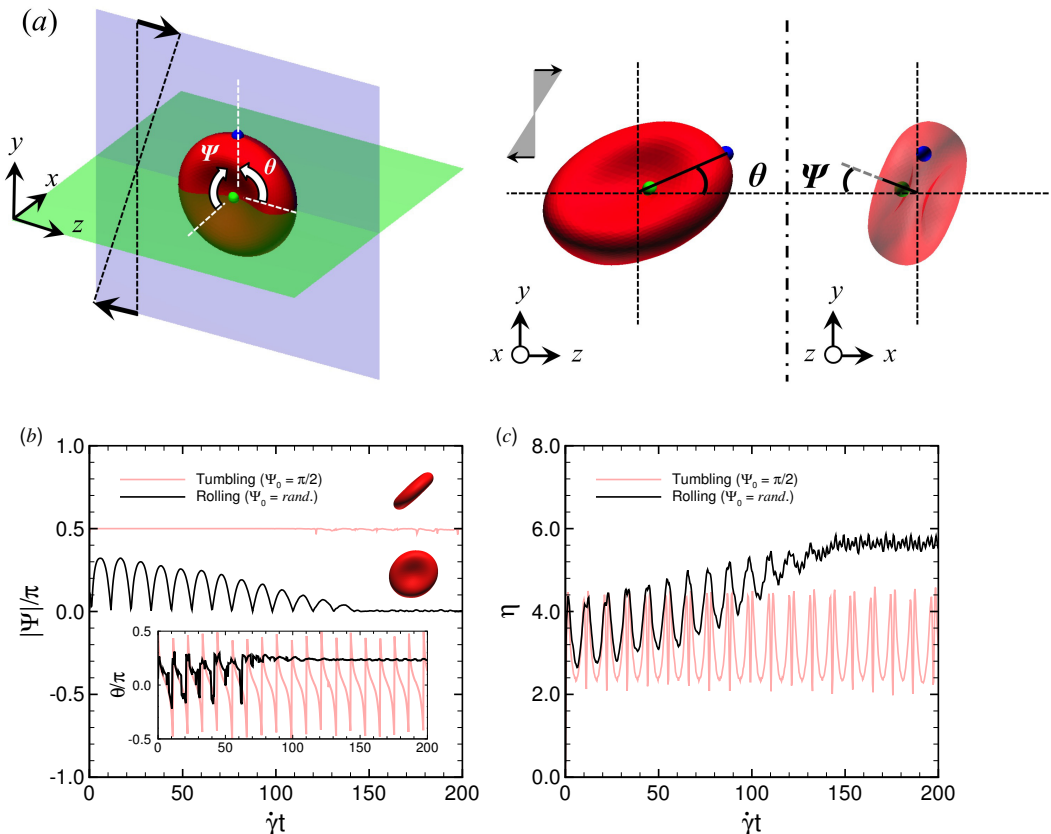 (a)
y
x
z
Ψ
θ
θ
Ψ
y
x
z
y
z
x
(b)
1.0
0.5
0.0
-0.5
-1.0
|Ψ|/π
Tumbling (Ψ0 = π/2)
Rolling (Ψ0 = rand.)
0.5
0.0
-0.5
θ/π
0 50 100 150 200
0 50 100 150 200
γ̇t
(c)
8.0
6.0
4.0
2.0
0.0
η
Tumbling (Ψ0 = π/2)
Rolling (Ψ0 = rand.)
0 50 100 150 200
γ̇t